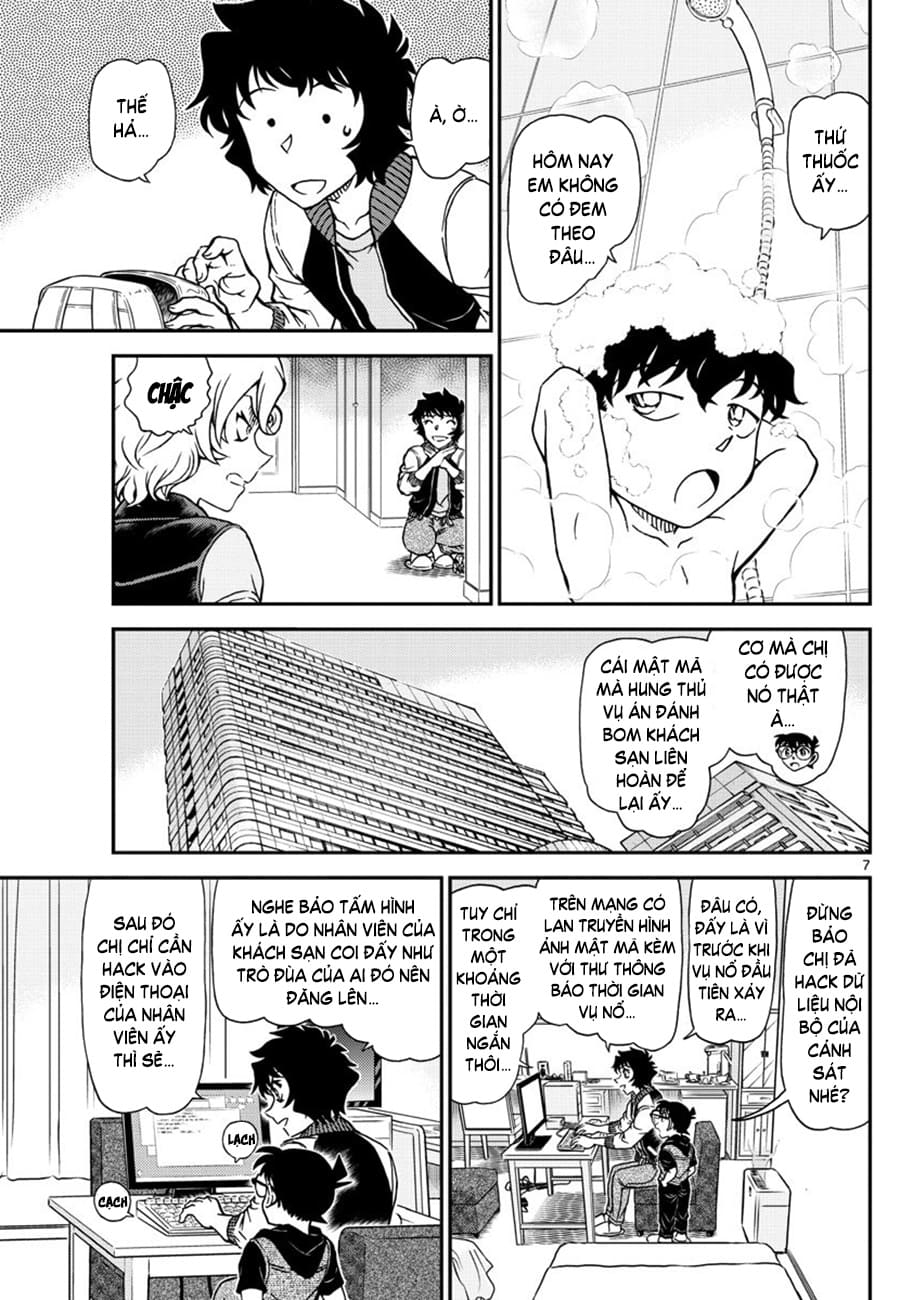 THỨ
THUỐC
ẤY...
HÔM NAY
EM KHÔNG
CÓ ĐEM
THEO
ĐÂU...
À, Ờ...
THẾ
HẢ...
CHẬC
CƠ MÀ CHỊ
CÓ ĐƯỢC
NÓ THẬT
À...
CÁI MẬT MÃ
MÀ HUNG THỦ
VỤ ÁN ĐÁNH
BOM KHÁCH
SẠN LIÊN
HOÀN ĐỂ
LẠI ẤY...
7
ĐỪNG
BẢO
CHỊ ĐÃ
HACK DỮ
LIỆU NỘI
BỘ CỦA
CẢNH
SÁT
NHÉ?
ĐÂU CÓ,
ĐẤY LÀ VÌ
TRƯỚC KHI
VỤ NỔ ĐẦU
TIÊN XẢY
RA...
TRÊN MẠNG CÓ
LAN TRUYỀN HÌNH
ẢNH MẬT MÃ KÈM
VỚI THƯ THÔNG
BÁO THỜI GIAN
VỤ NỔ...
TUY CHỈ
TRONG
MỘT
KHOẢNG
THỜI
GIAN
NGẮN
THÔI...
NGHE BẢO TẤM HÌNH
ẤY LÀ DO NHÂN VIÊN CỦA
KHÁCH SẠN COI ĐẤY NHƯ
TRÒ ĐÙA CỦA AI ĐÓ NÊN
ĐĂNG LÊN...
SAU ĐÓ
CHỊ CHỈ CẦN
HACK VÀO
ĐIỆN THOẠI
CỦA NHÂN
VIÊN ẤY
THÌ SẼ...
LẠCH
CẠCH